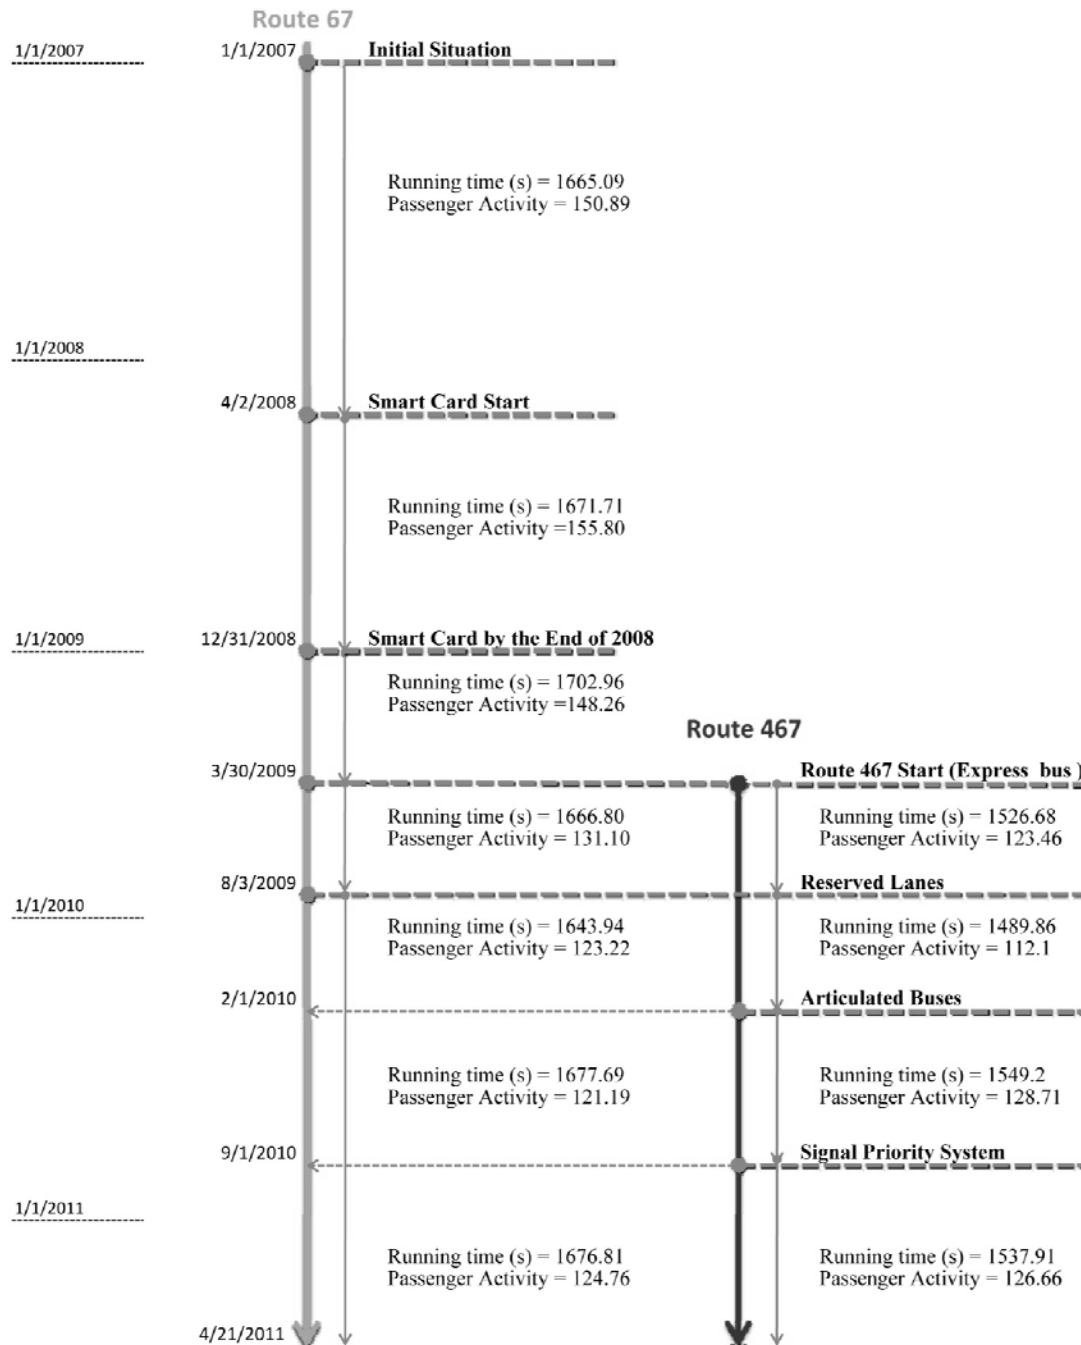 Route 67
1/1/2007
1/1/2007
Initial Situation
Running time (s) = 1665.09
Passenger Activity = 150.89
1/1/2008
4/2/2008
Smart Card Start
Running time (s) = 1671.71
Passenger Activity =155.80
1/1/2009
12/31/2008
Smart Card by the End of 2008
Running time (s) = 1702.96
Passenger Activity =148.26
Route 467
3/30/2009
Route 467 Start (Express bus )
Running time (s) = 1666.80
Passenger Activity = 131.10
Running time (s) = 1526.68
Passenger Activity = 123.46
8/3/2009
Reserved Lanes
1/1/2010
Running time (s) = 1643.94
Passenger Activity = 123.22
Running time (s) = 1489.86
Passenger Activity = 112.1
2/1/2010
Articulated Buses
Running time (s) = 1677.69
Passenger Activity = 121.19
Running time (s) = 1549.2
Passenger Activity = 128.71
9/1/2010
Signal Priority System
1/1/2011
Running time (s) = 1676.81
Passenger Activity = 124.76
Running time (s) = 1537.91
Passenger Activity = 126.66
4/21/2011